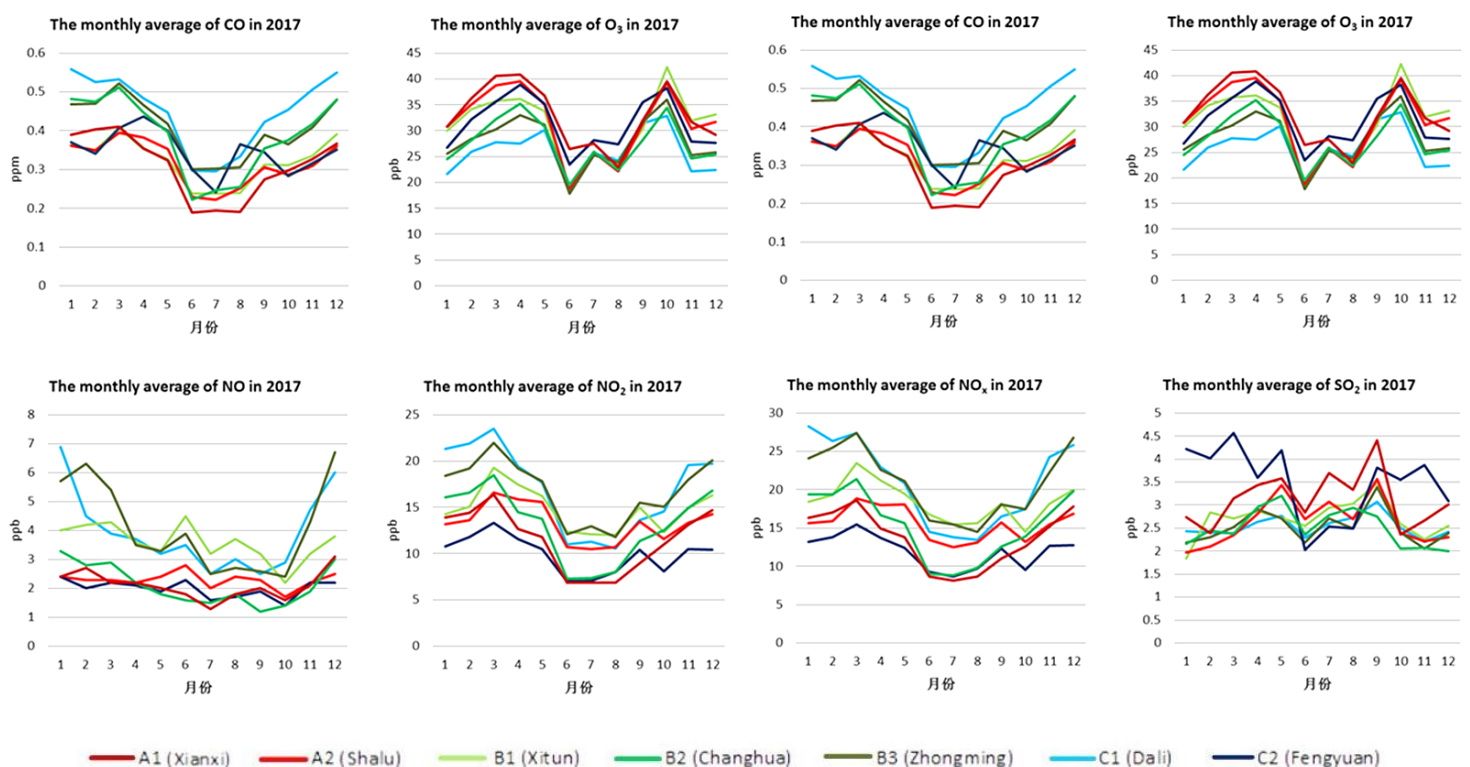 The monthly average of CO in 2017
ppm
0.6
0.5
0.4
0.3
0.2
0.1
0
1 2 3 4 5 6 7 8 9 10 11 12
月份
The monthly average of O3 in 2017
ppb
45
40
35
30
25
20
15
10
5
0
1 2 3 4 5 6 7 8 9 10 11 12
月份
The monthly average of CO in 2017
ppm
0.6
0.5
0.4
0.3
0.2
0.1
0
1 2 3 4 5 6 7 8 9 10 11 12
月份
The monthly average of O3 in 2017
ppb
45
40
35
30
25
20
15
10
5
0
1 2 3 4 5 6 7 8 9 10 11 12
月份
The monthly average of NO in 2017
ppb
8
7
6
5
4
3
2
1
0
1 2 3 4 5 6 7 8 9 10 11 12
月份
The monthly average of NO2 in 2017
ppb
25
20
15
10
5
0
1 2 3 4 5 6 7 8 9 10 11 12
月份
The monthly average of NOx in 2017
ppb
30
25
20
15
10
5
0
1 2 3 4 5 6 7 8 9 10 11 12
月份
The monthly average of SO2 in 2017
ppb
5
4.5
4
3.5
3
2.5
2
1.5
1
0.5
0
1 2 3 4 5 6 7 8 9 10 11 12
月份
A1 (Xianxi) A2 (Shalu) B1 (Xitun) B2 (Changhua) B3 (Zhongming) C1 (Dali) C2 (Fengyuan)